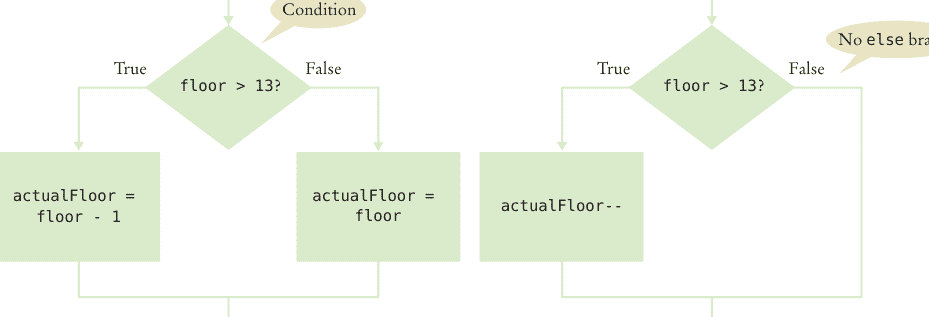 Condition
True
floor > 13?
False
actualFloor =
floor - 1
actualFloor =
floor
No else
True
floor > 13?
False
actualFloor--